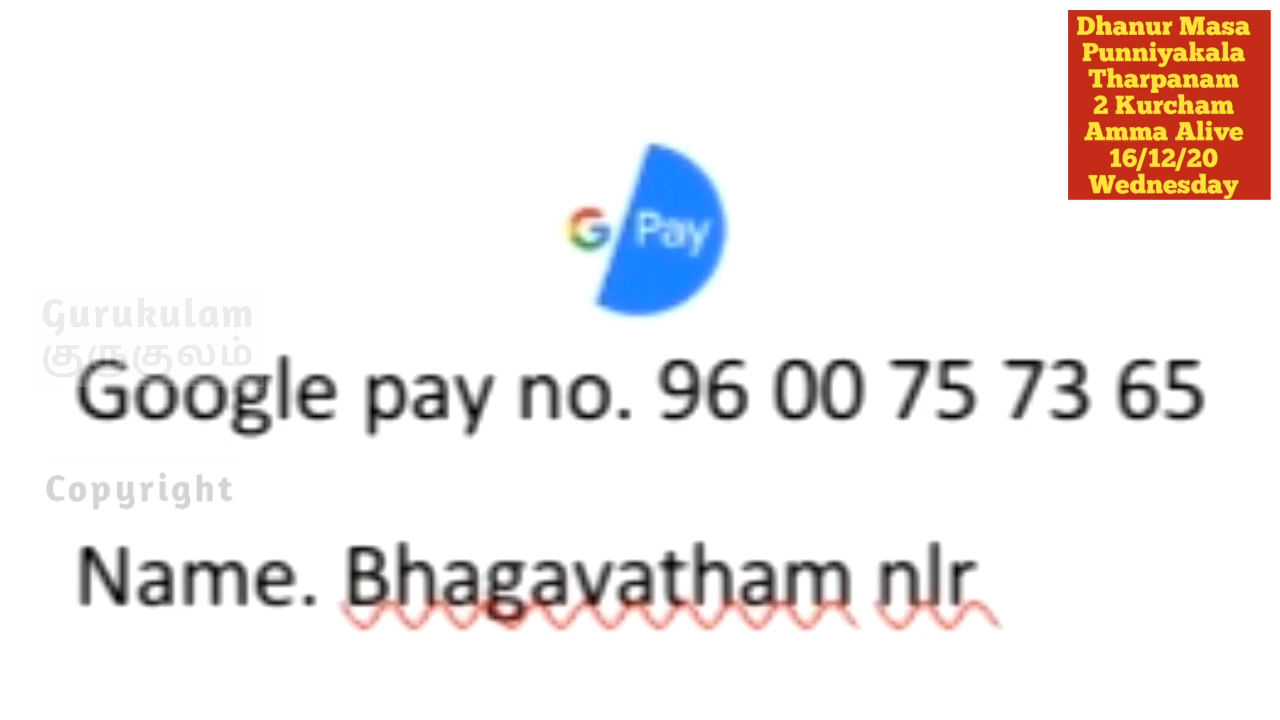 Dhanur Masa
Punniyakala
Tharpanam
2 Kurcham
Amma Alive
16/12/20
Wednesday
G Pay
Gurukulam
குருகுலம்
Google pay no. 96 00 75 73 65
Copyright
Name. Bhagavatham nlr